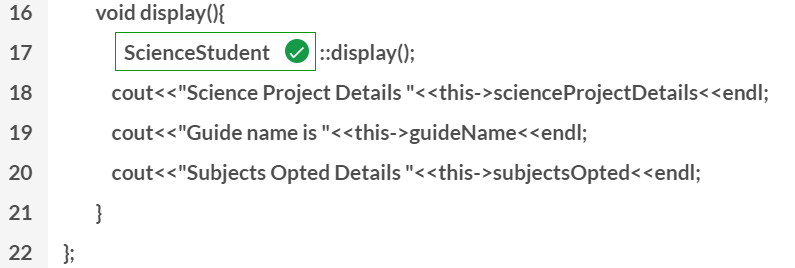 16 void display(){
17 ScienceStudent ::display();
18 cout<<"Science Project Details "<<this->scienceProjectDetails<<endl;
19 cout<<"Guide name is "<<this->guideName<<endl;
20 cout<<"Subjects Opted Details "<<this->subjectsOpted<<endl;
21 }
22 };